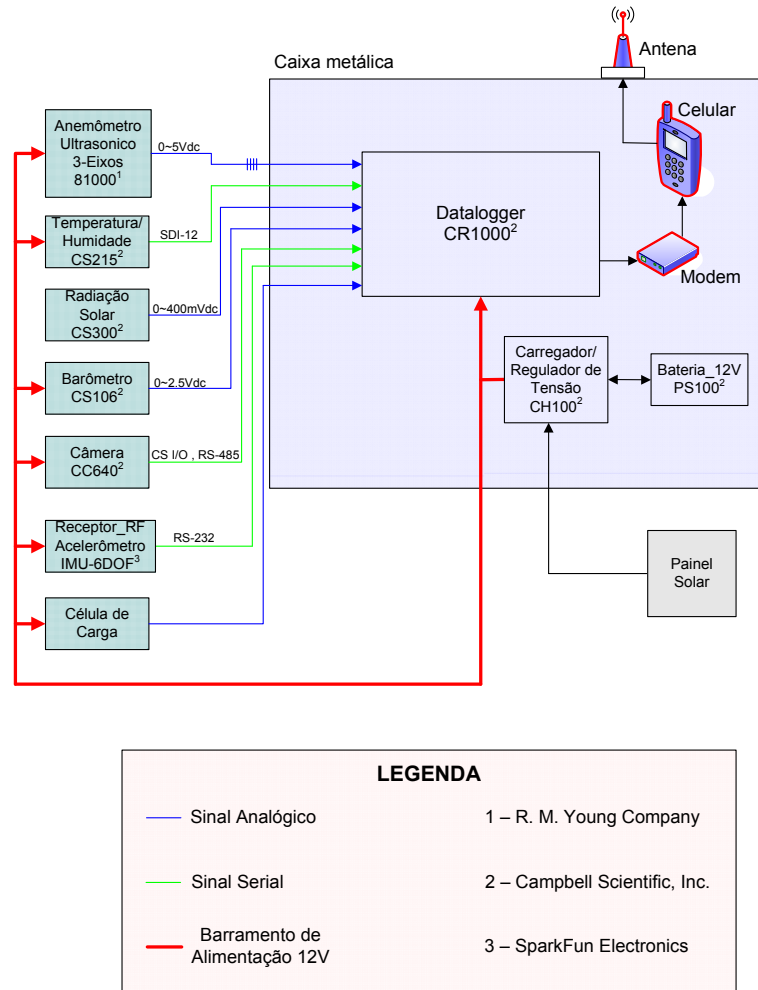 Antena
Caixa metálica
Celular
Anemômetro
Ultrasonico
3-Eixos
81000¹
0~5Vdc
Temperatura/
Humidade
CS215²
SDI-12
Datalogger
CR1000²
Modem
Radiação
Solar
CS300²
0~400mVdc
Barômetro
CS106²
0~2.5Vdc
Carregador/
Regulador de
Tensão
CH100²
Bateria_12V
PS100²
Câmera
CC640²
CS I/O , RS-485
Receptor_RF
Acelerômetro
IMU-6DOF³
RS-232
Painel
Solar
Célula de
Carga
LEGENDA
Sinal Analógico
1 – R. M. Young Company
Sinal Serial
2 – Campbell Scientific, Inc.
Barramento de
Alimentação 12V
3 – SparkFun Electronics